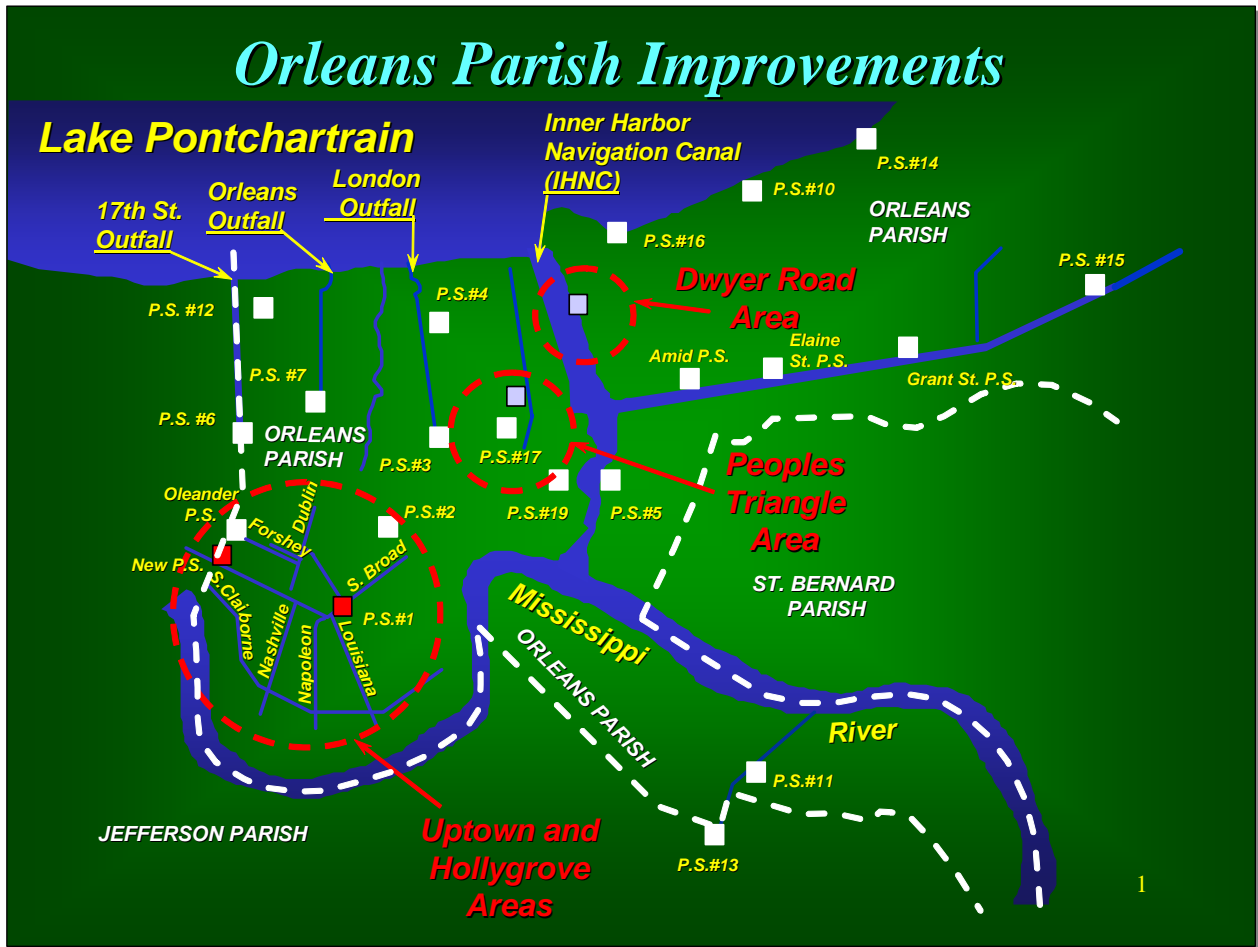 Orleans Parish Improvements
Lake Pontchartrain
Inner Harbor
Navigation Canal
(IHNC)
17th St.
Outfall
Orleans
Outfall
London
Outfall
P.S.#14
P.S.#10
ORLEANS
PARISH
P.S.#16
P.S. #15
Dwyer Road
Area
P.S. #12
P.S.#4
Elaine
St. P.S.
Amid P.S.
Grant St. P.S.
P.S. #7
P.S. #6
ORLEANS
PARISH
P.S.#3
P.S.#17
Peoples
Triangle
Area
Oleander
P.S.
Dublin
P.S.#2
P.S.#19
P.S.#5
Forshey
S. Broad
New P.S.
S.Claiborne
Nashville
Napoleon
Louisiana
P.S.#1
Mississippi
ST. BERNARD
PARISH
ORLEANS PARISH
River
P.S.#11
JEFFERSON PARISH
Uptown and
Hollygrove
Areas
P.S.#13
1